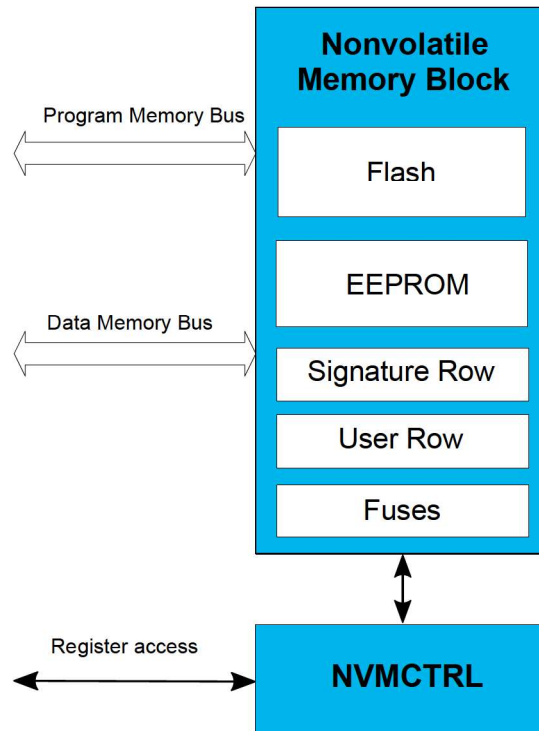 Nonvolatile
Memory Block
Program Memory Bus
Flash
EEPROM
Data Memory Bus
Signature Row
User Row
Fuses
Register access
NVMCTRL